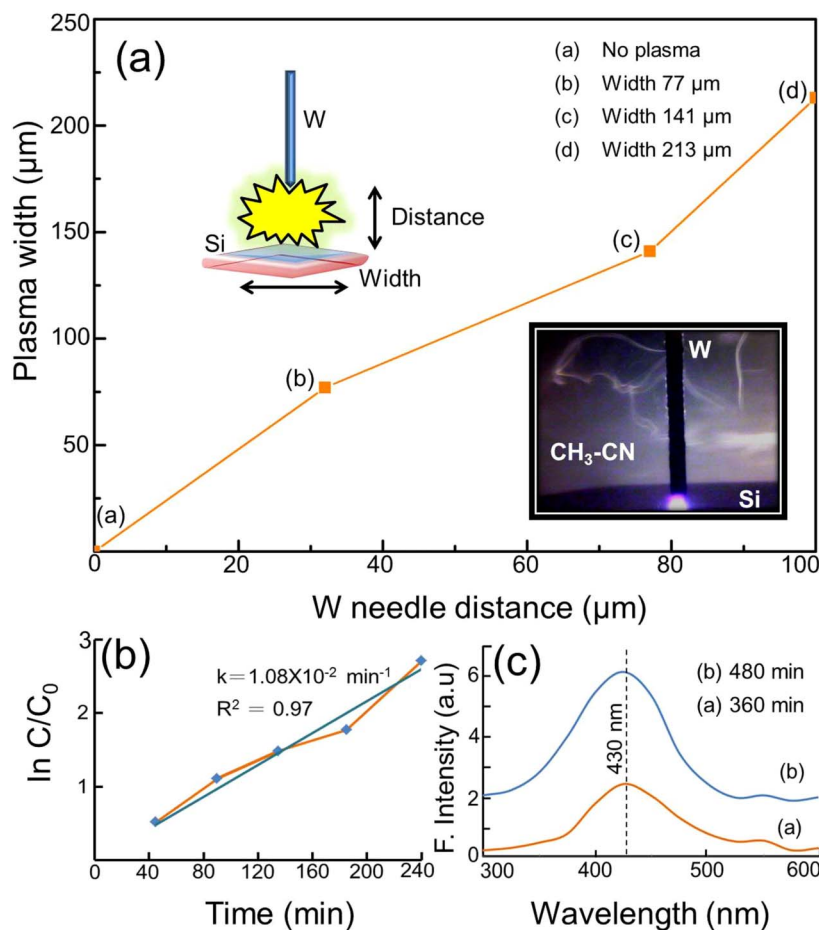 (a)
(a) No plasma
(b) Width 77 µm
(c) Width 141 µm
(d) Width 213 µm
W
Distance
Si
Width
(a)
(b)
(c)
(d)
W
CH₃-CN
Si
Plasma width (µm)
250
200
150
100
50
0
0 20 40 60 80 100
W needle distance (µm)
(b)
k=1.08X10⁻² min⁻¹
R² = 0.97
ln C/C₀
3
2
1
0 40 80 120 160 200 240
Time (min)
(c)
(b) 480 min
(a) 360 min
430 nm
(b)
(a)
F. Intensity (a.u)
6
4
2
0
300 400 500 600
Wavelength (nm)